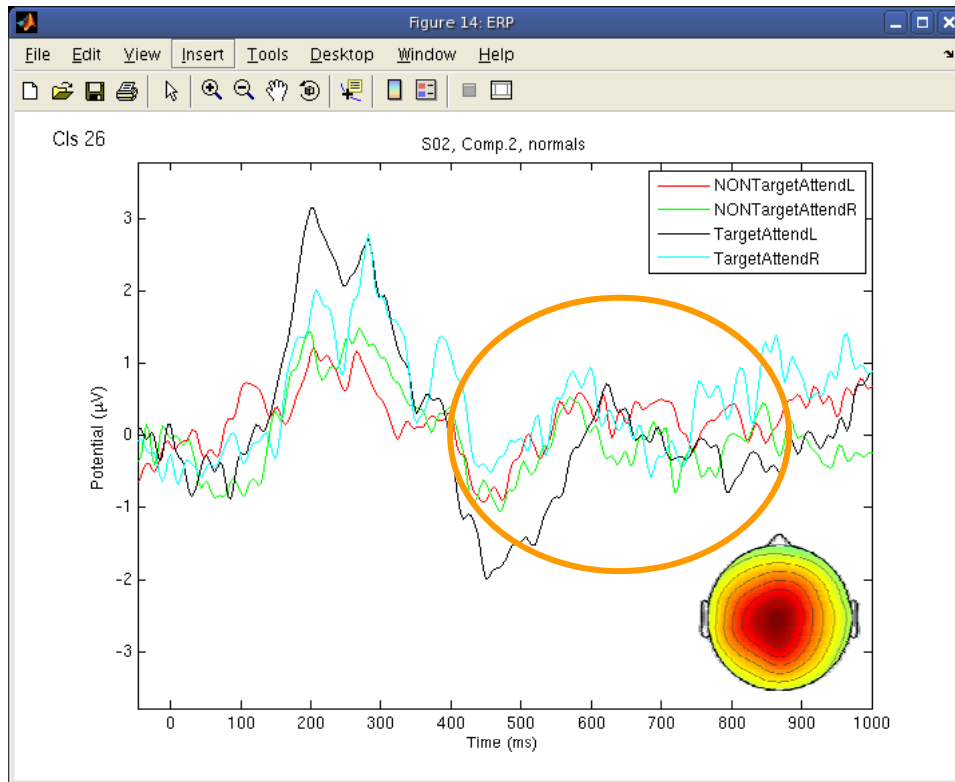 Figure 14: ERP
File Edit View Insert Tools Desktop Window Help
Cls 26
S02, Comp.2, normals
NONTargetAttendL
NONTargetAttendR
TargetAttendL
TargetAttendR
Potential (µV)
3
2
1
0
-1
-2
-3
0 100 200 300 400 500 600 700 800 900 1000
Time (ms)